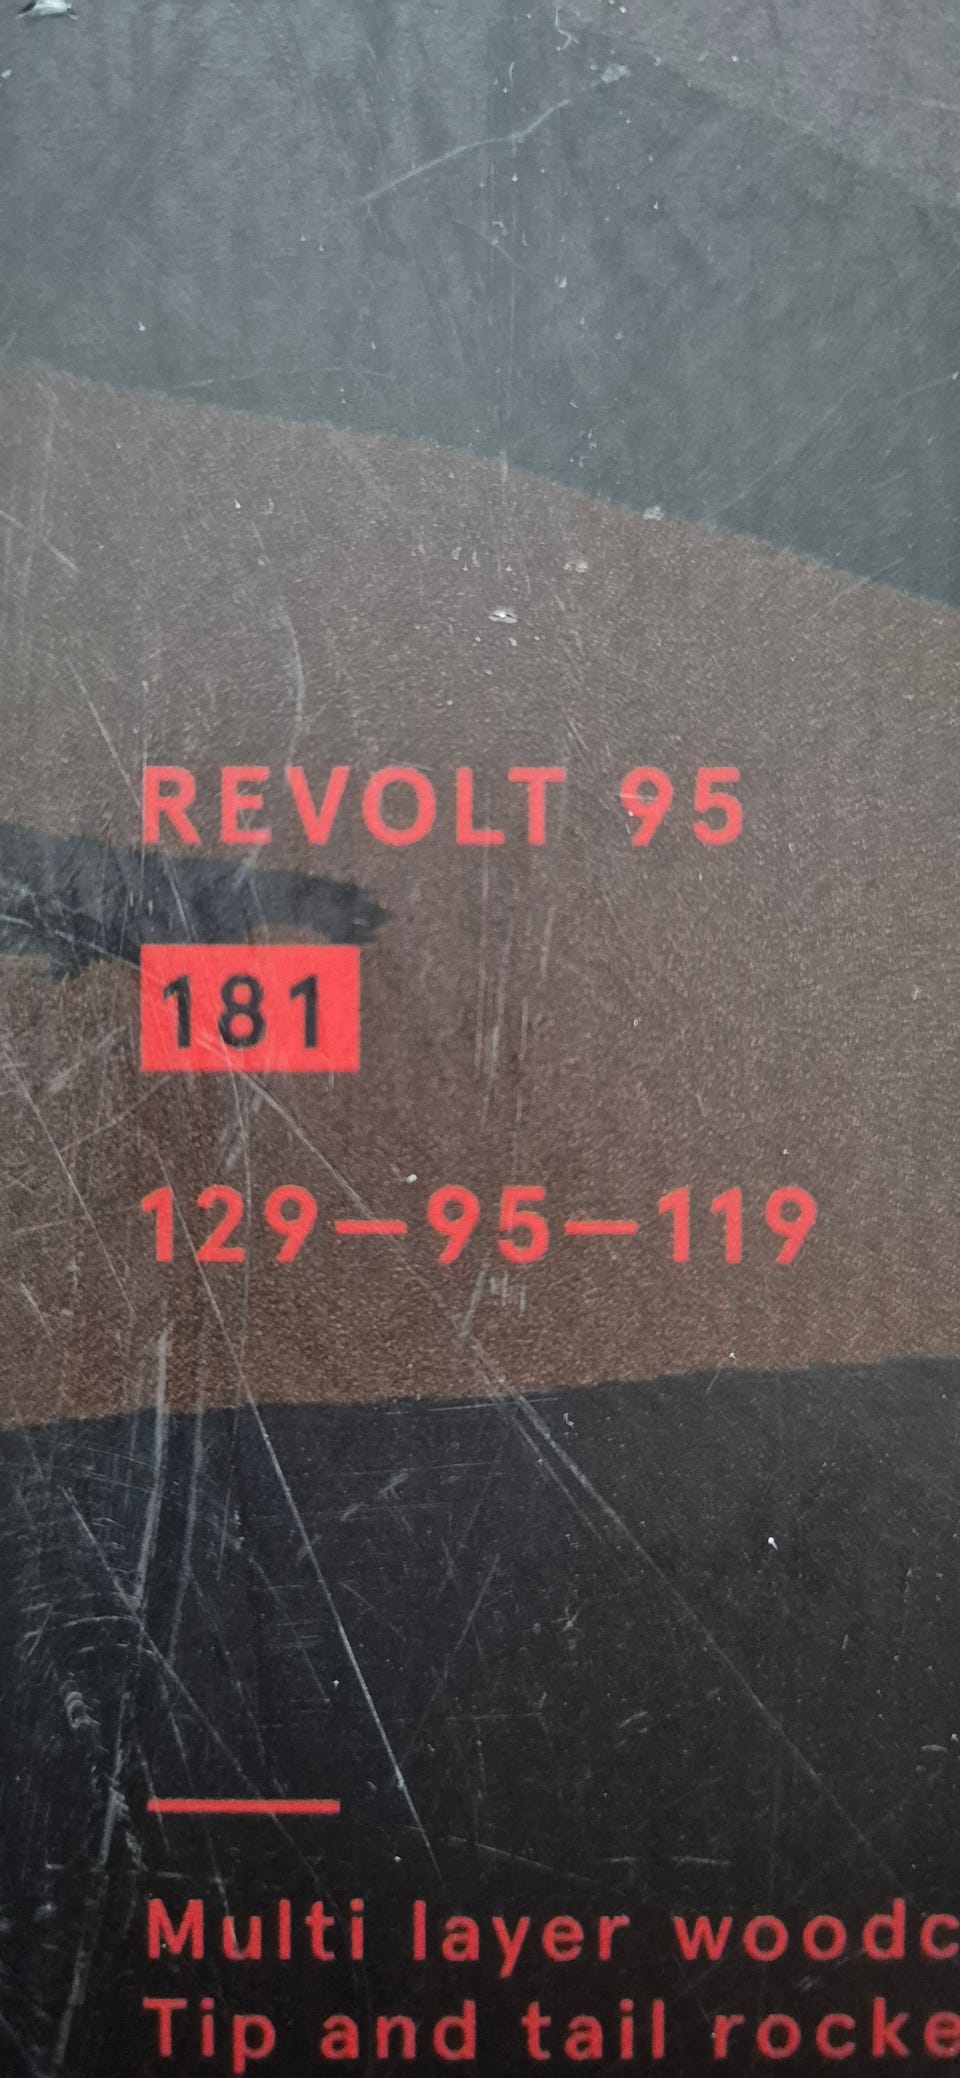 REVOLT 95
181
129–95–119
Multi layer woodc
Tip and tail rocke